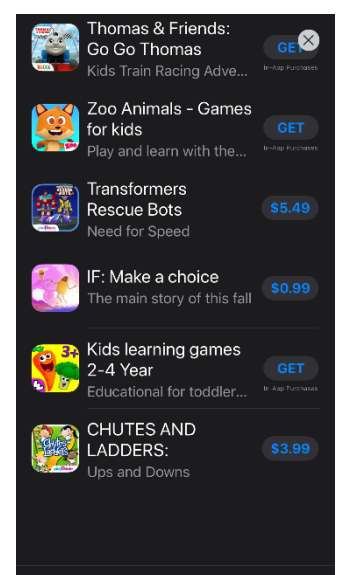 Thomas & Friends:
Go Go Thomas
Kids Train Racing Adve...
GET
In-App Purchases
Zoo Animals - Games
for kids
Play and learn with the...
GET
In-App Purchases
Transformers
Rescue Bots
Need for Speed
$5.49
IF: Make a choice
The main story of this fall
$0.99
3+
Kids learning games
2-4 Year
Educational for toddler...
GET
In-App Purchases
CHUTES AND
LADDERS:
Ups and Downs
$3.99